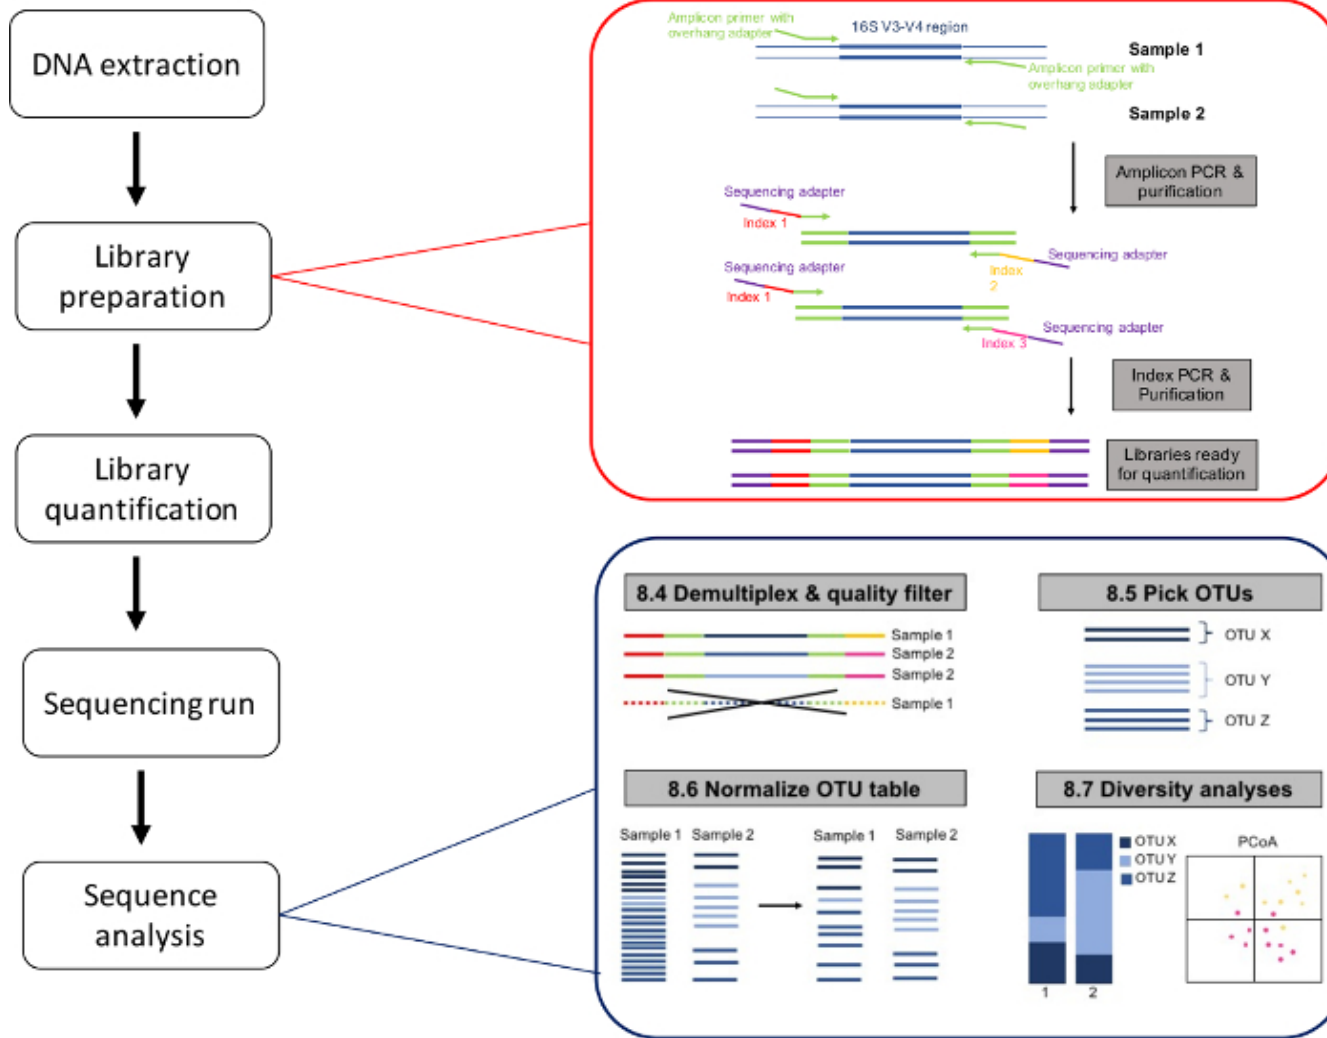 DNA extraction
Library
preparation
Library
quantification
Sequencing run
Sequence
analysis
Amplicon primer with
overhang adapter
16S V3-V4 region
Sample 1
Amplicon primer with
overhang adapter
Sample 2
Amplicon PCR &
purification
Sequencing adapter
Index 1
Sequencing adapter
Index
2
Sequencing adapter
Index 1
Sequencing adapter
Index 3
Index PCR &
Purification
Libraries ready
for quantification
8.4 Demultiplex & quality filter
Sample 1
Sample 2
Sample 2
Sample 1
8.5 Pick OTUs
OTU X
OTU Y
OTU Z
8.6 Normalize OTU table
Sample 1
Sample 2
Sample 1
Sample 2
8.7 Diversity analyses
OTU X
OTU Y
OTU Z
1
2
PCoA